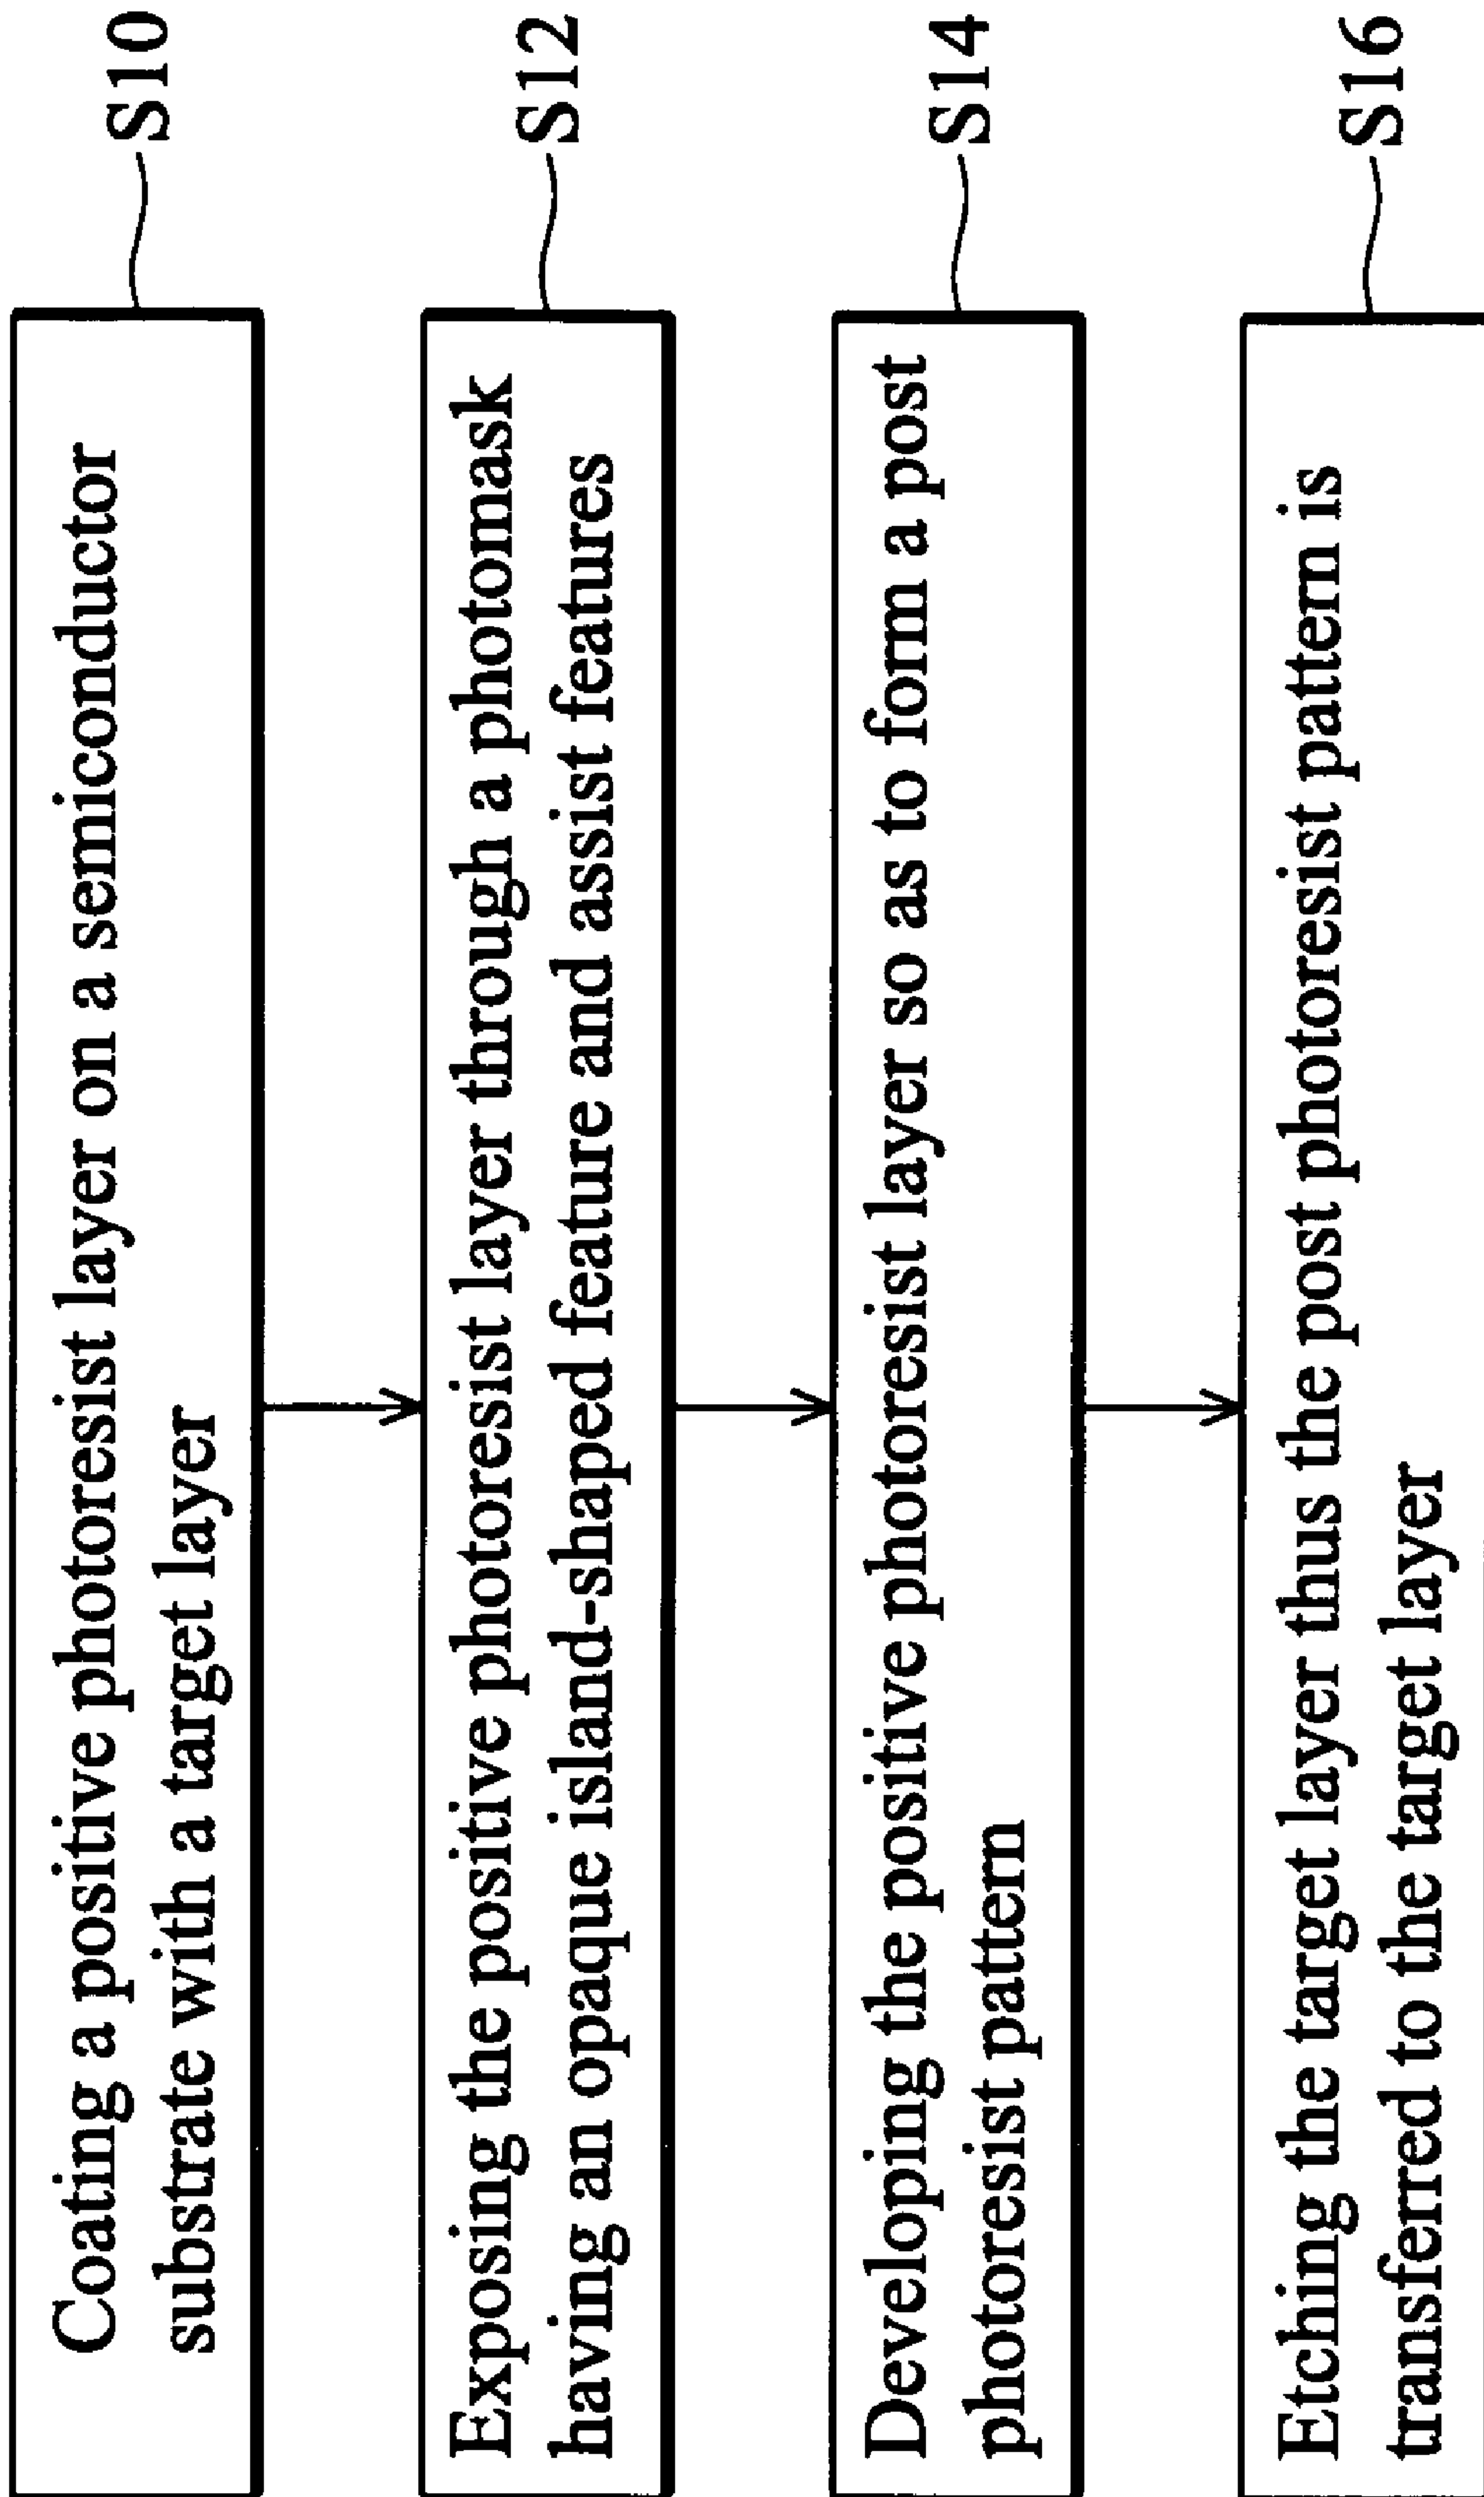 Coating a positive photoresist layer on a semiconductor
substrate with a target layer
S10
Exposing the positive photoresist layer through a photomask
having an opaque island-shaped feature and assist features
S12
Developing the positive photoresist layer so as to form a post
photoresist pattern
S14
Etching the target layer thus the post photoresist pattern is
transferred to the target layer
S16